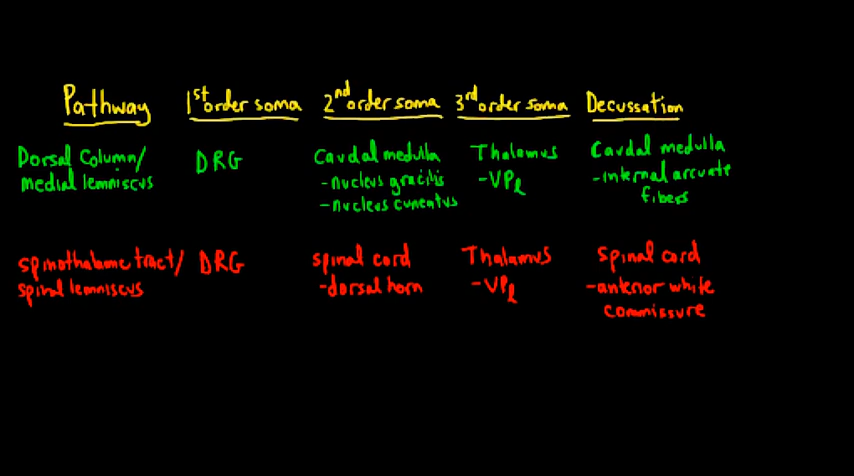 Pathway 1st order soma 2nd order soma 3rd order soma Decussation
Dorsal Column/ DRG Caudal medulla Thalamus Caudal medulla
medial lemniscus -nucleus gracilis -VPL -internal arcuate
-nucleus cuneatus fibers
spinothalamic tract/ DRG spinal cord Thalamus spinal cord
spinal lemniscus -dorsal horn -VPL -anterior white
commissure